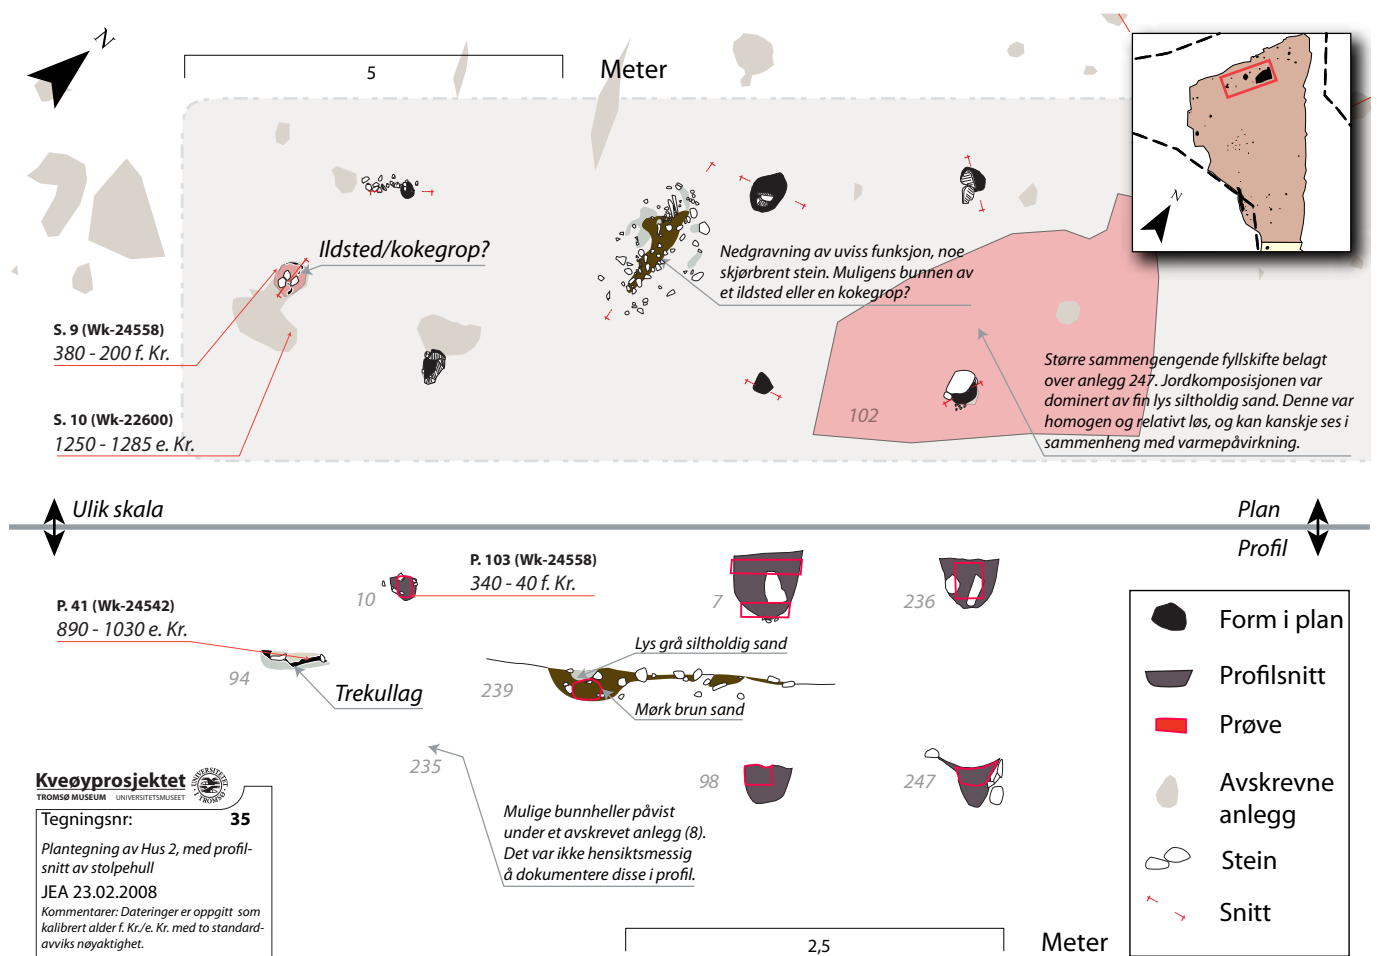 N
5
Meter
N
Ildsted/kokegrop?
Nedgravning av uviss funksjon, noe
skjørbrent stein. Muligens bunnen av
et ildsted eller en kokegrop?
S. 9 (Wk-24558)
380 - 200 f. Kr.
S. 10 (Wk-22600)
1250 - 1285 e. Kr.
102
Større sammengengende fyllskifte belagt
over anlegg 247. Jordkomposisjonen var
dominert av fin lys siltholdig sand. Denne var
homogen og relativt løs, og kan kanskje ses i
sammenheng med varmepåvirkning.
Ulik skala
Plan
Profil
P. 103 (Wk-24558)
340 - 40 f. Kr.
10
7
236
P. 41 (Wk-24542)
890 - 1030 e. Kr.
94
Trekullag
239
Lys grå siltholdig sand
Mørk brun sand
235
98
247
Mulige bunnheller påvist
under et avskrevet anlegg (8).
Det var ikke hensiktsmessig
å dokumentere disse i profil.
Form i plan
Profilsnitt
Prøve
Avskrevne
anlegg
Stein
Snitt
Kveøyprosjektet
TROMSØ MUSEUM UNIVERSITETSMUSEET
UNIVERSITETET I TROMSØ
Tegningsnr: 35
Plantegning av Hus 2, med profil-
snitt av stolpehull
JEA 23.02.2008
Kommentarer: Dateringer er oppgitt som
kalibrert alder f. Kr./e. Kr. med to standard-
avviks nøyaktighet.
2,5
Meter